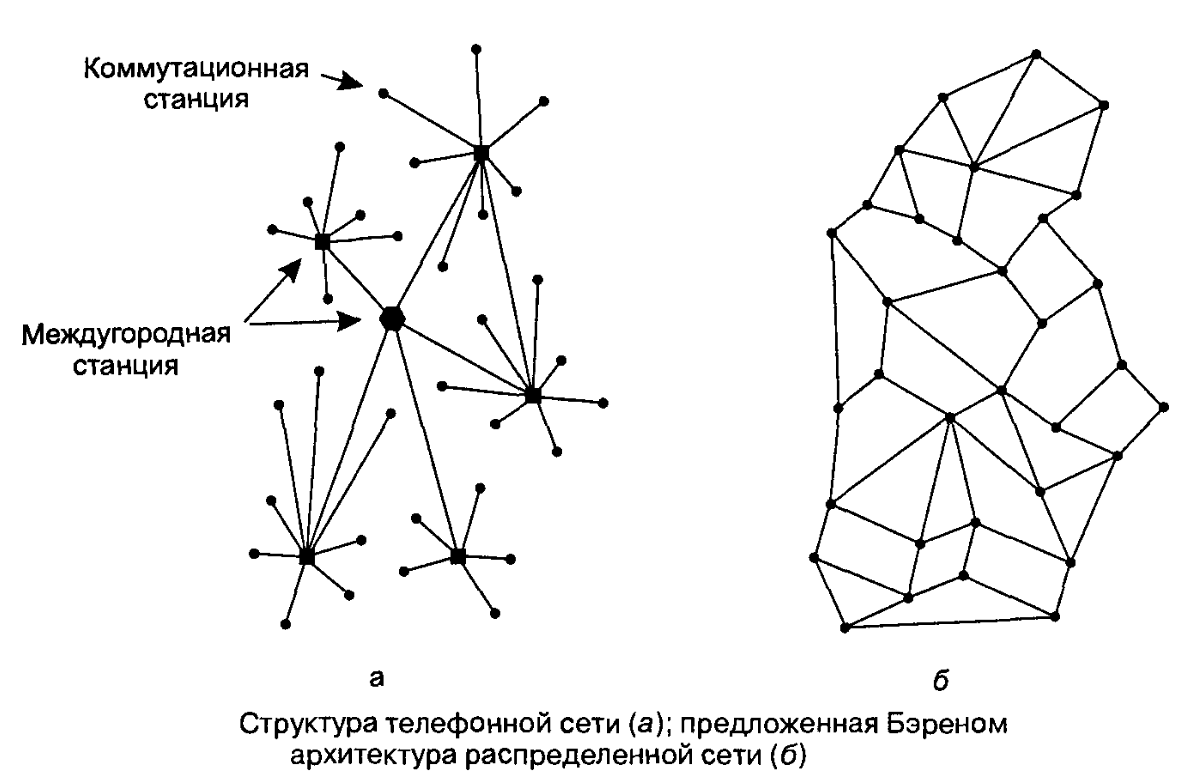 Коммутационная
станция
Междугородная
станция
а
б
Структура телефонной сети (а); предложенная Бэреном
архитектура распределенной сети (б)